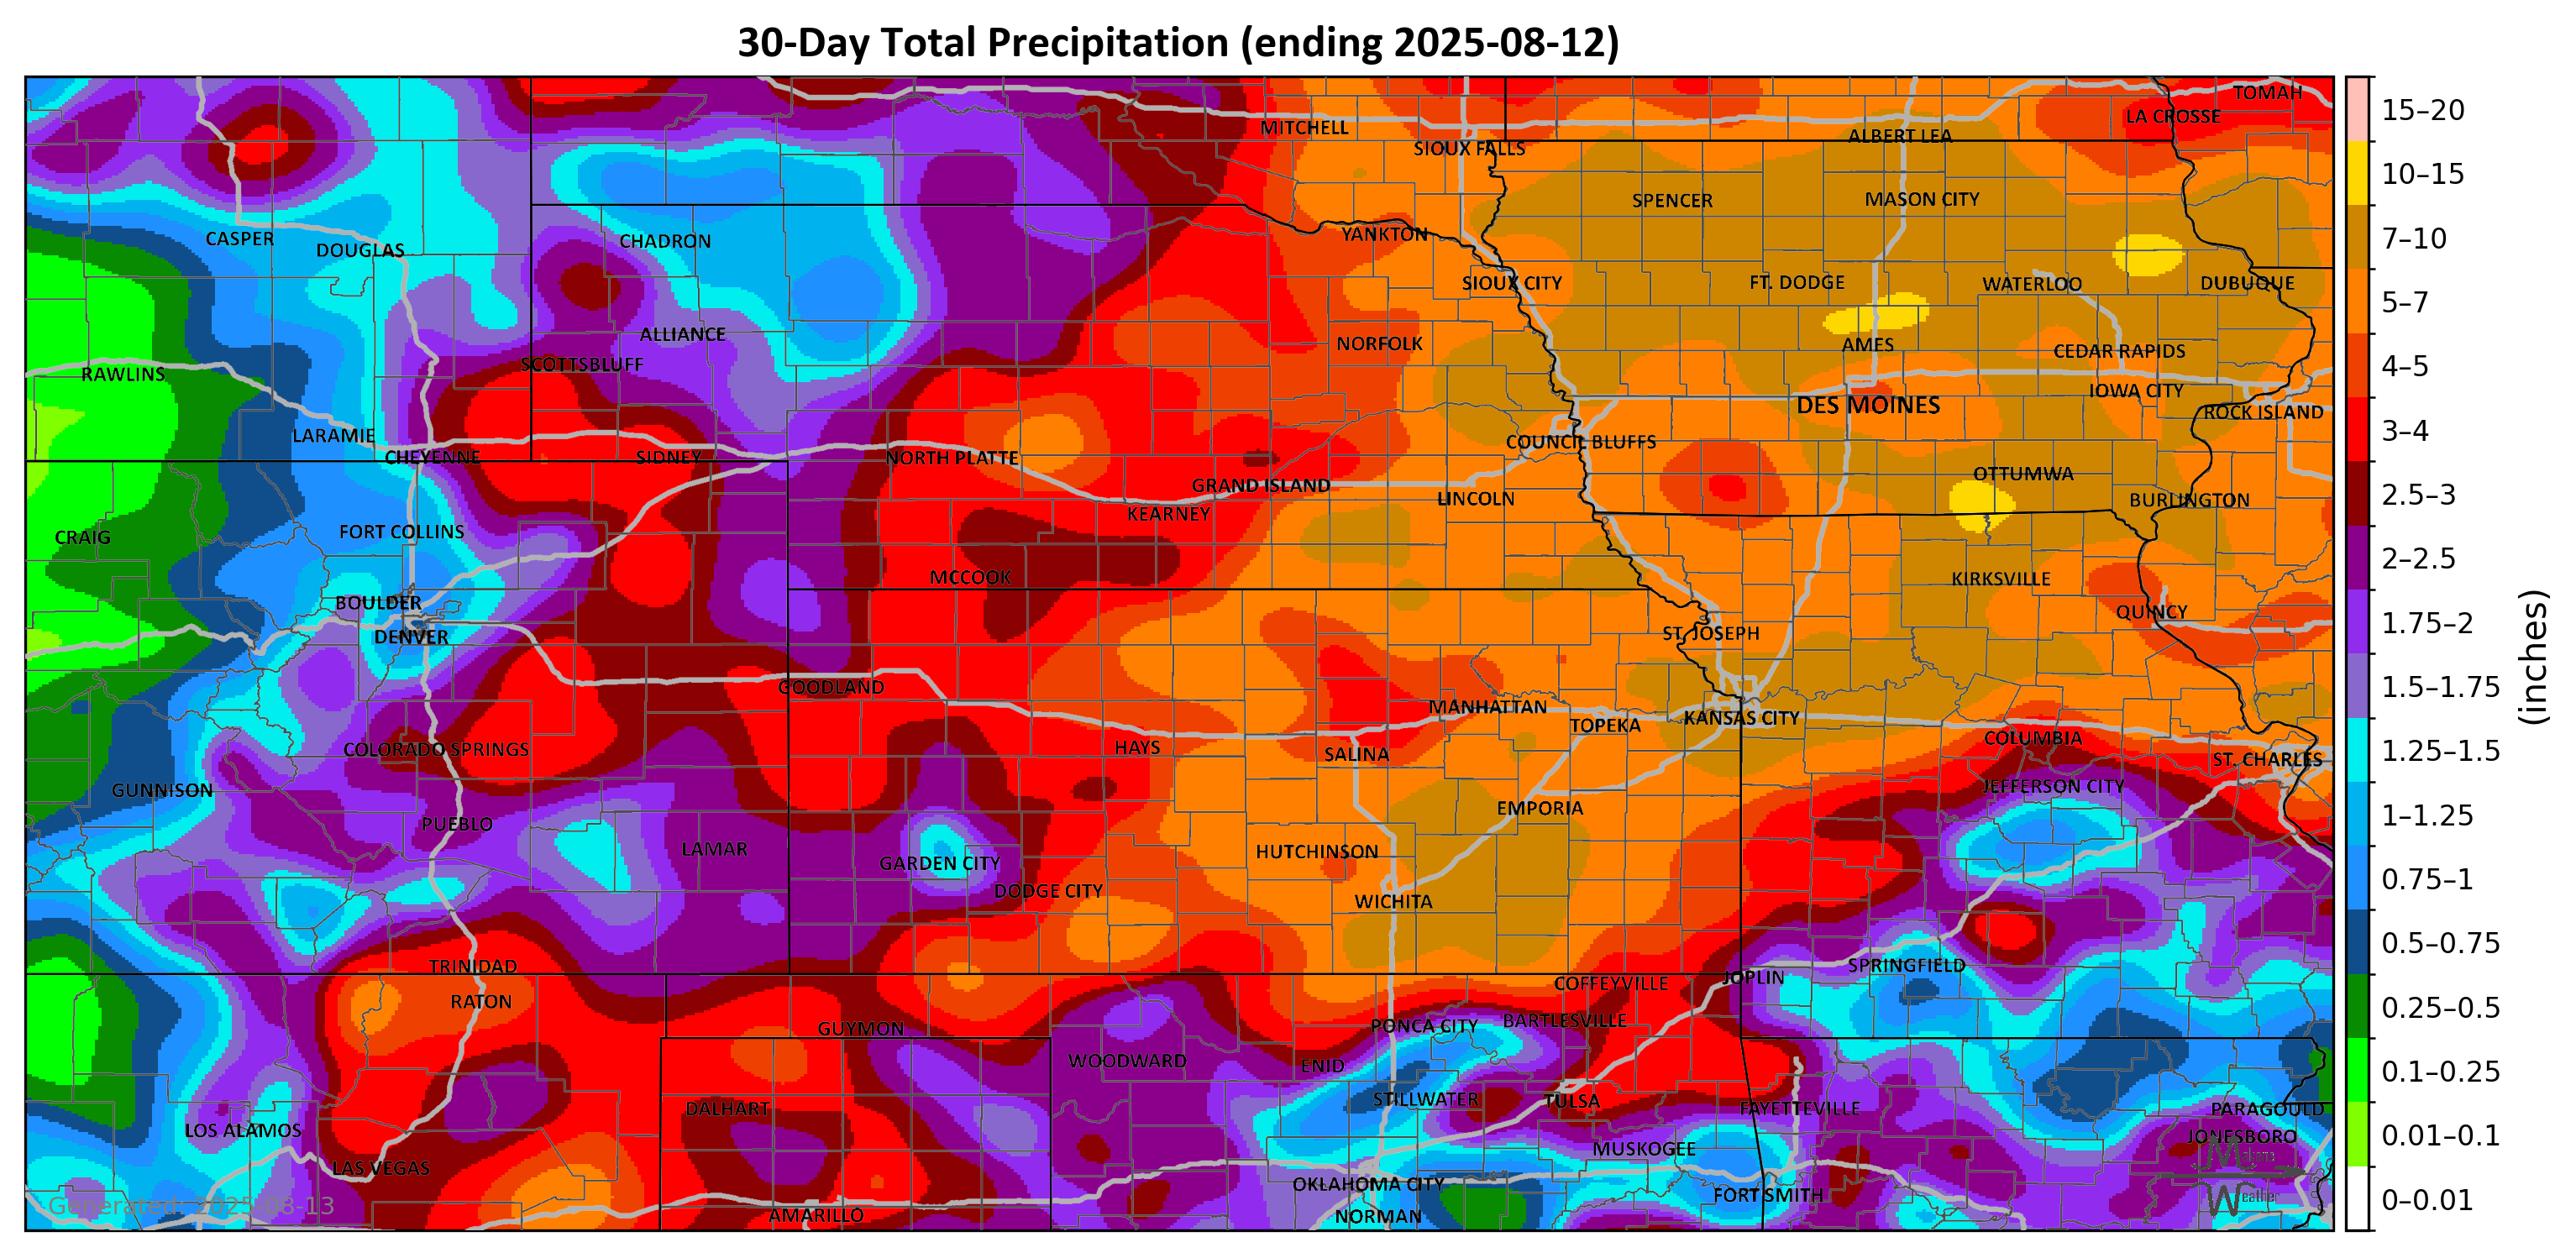 30-Day Total Precipitation (ending 2025-08-12)
TOMAH
LA CROSSE
MITCHELL
ALBERT LEA
SIOUX FALLS
SPENCER
MASON CITY
YANKTON
CASPER
CHADRON
DOUGLAS
SIOUX CITY
FT. DODGE
WATERLOO
DUBUQUE
ALLIANCE
NORFOLK
AMES
CEDAR RAPIDS
SCOTTSBLUFF
RAWLINS
IOWA CITY
DES MOINES
ROCK ISLAND
LARAMIE
COUNCIL BLUFFS
CHEYENNE
SIDNEY
NORTH PLATTE
OTTUMWA
GRAND ISLAND
LINCOLN
BURLINGTON
KEARNEY
FORT COLLINS
CRAIG
MCCOOK
KIRKSVILLE
BOULDER
QUINCY
DENVER
ST. JOSEPH
GOODLAND
MANHATTAN
KANSAS CITY
TOPEKA
COLUMBIA
COLORADO SPRINGS
HAYS
SALINA
ST. CHARLES
GUNNISON
JEFFERSON CITY
EMPORIA
PUEBLO
LAMAR
HUTCHINSON
GARDEN CITY
DODGE CITY
WICHITA
TRINIDAD
SPRINGFIELD
JOPLIN
COFFEYVILLE
RATON
BARTLESVILLE
PONCA CITY
GUYMON
WOODWARD
ENID
STILLWATER
TULSA
DALHART
FAYETTEVILLE
PARAGOULD
LOS ALAMOS
JONESBORO
MUSKOGEE
LAS VEGAS
OKLAHOMA CITY
FORT SMITH
Generated: 2025-08-13
AMARILLO
NORMAN
Weather
15–20
10–15
7–10
5–7
4–5
3–4
2.5–3
2–2.5
1.75–2
1.5–1.75
1.25–1.5
1–1.25
0.75–1
0.5–0.75
0.25–0.5
0.1–0.25
0.01–0.1
0–0.01
(inches)